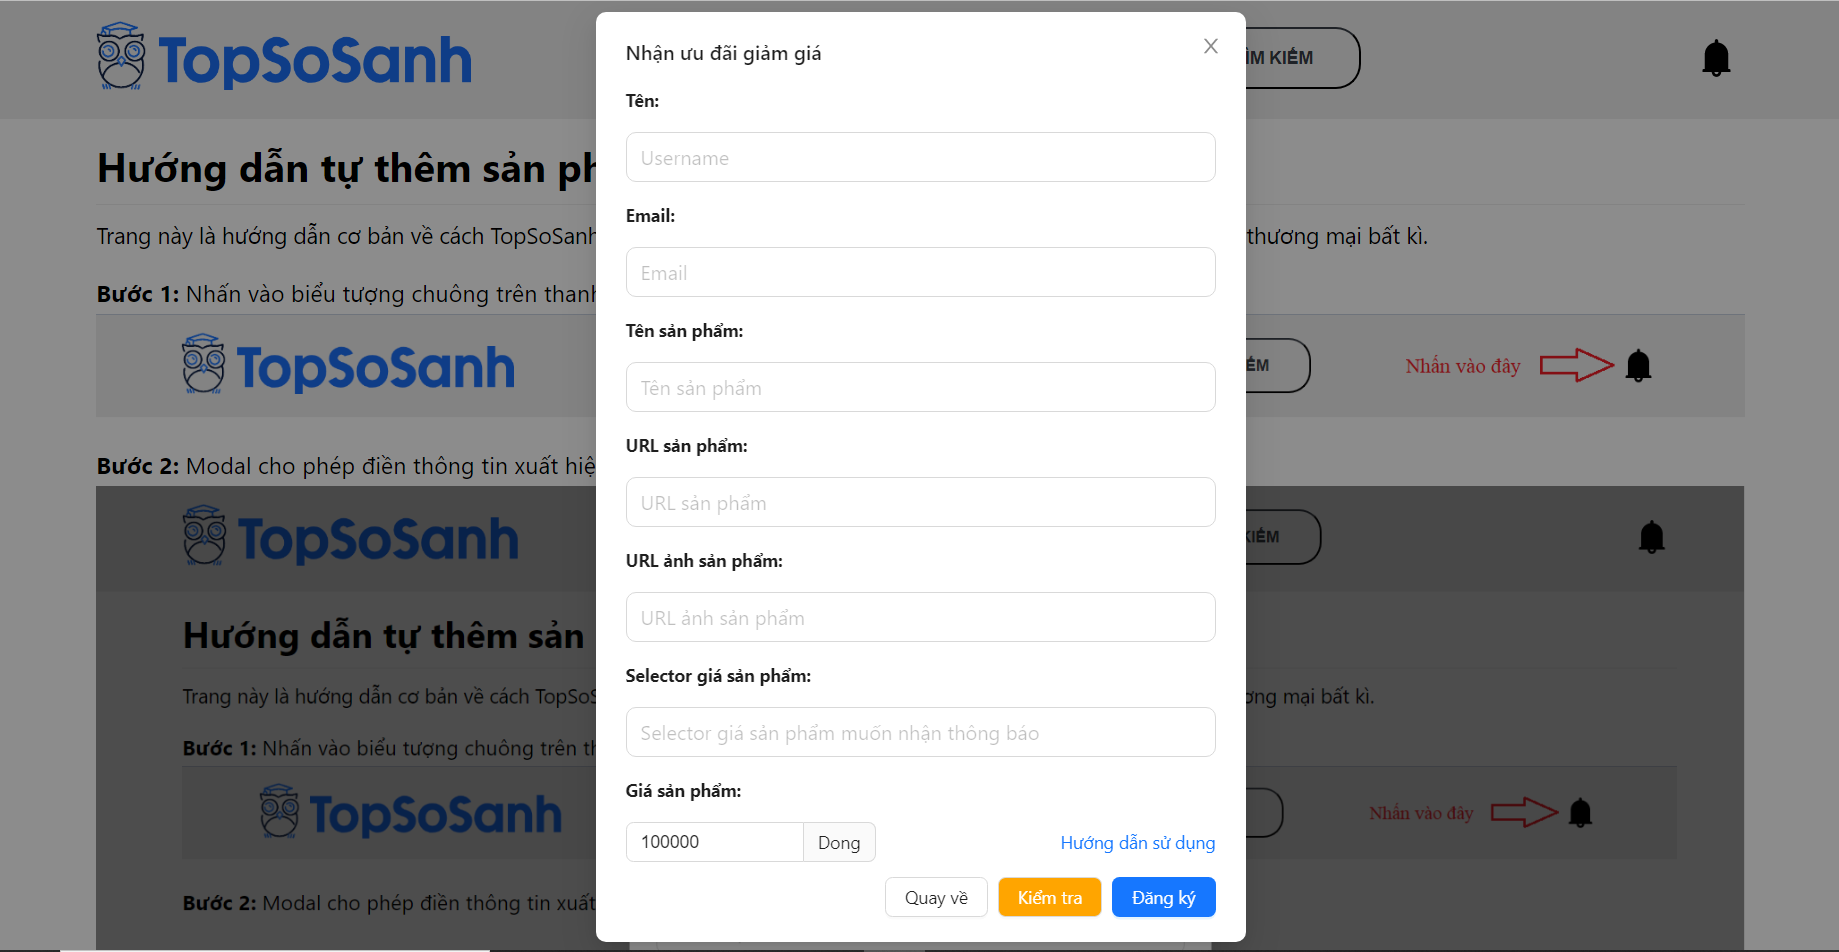 TopSoSanh
ÌM KIẾM
Hướng dẫn tự thêm sản
Trang này là hướng dẫn cơ bản về cách TopSoSanh
thương mại bất kì.
Bước 1: Nhấn vào biểu tượng chuông trên thanh
TopSoSanh
Nhấn vào đây
Bước 2: Modal cho phép điền thông tin xuất
TopSoSanh
KIẾM
Hướng dẫn tự thêm sản
Trang này là hướng dẫn cơ bản về cách
mại bất kì.
Bước 1: Nhấn vào biểu tượng chuông trên
TopSoSanh
Nhấn vào đây
Bước 2: Modal cho phép điền thông tin xuất
Nhận ưu đãi giảm giá
Tên:
Username
Email:
Email
Tên sản phẩm:
Tên sản phẩm
URL sản phẩm:
URL sản phẩm
URL ảnh sản phẩm:
URL ảnh sản phẩm
Selector giá sản phẩm:
Selector giá sản phẩm muốn nhận thông báo
Giá sản phẩm:
100000 Dong
Hướng dẫn sử dụng
Quay về Kiểm tra Đăng ký